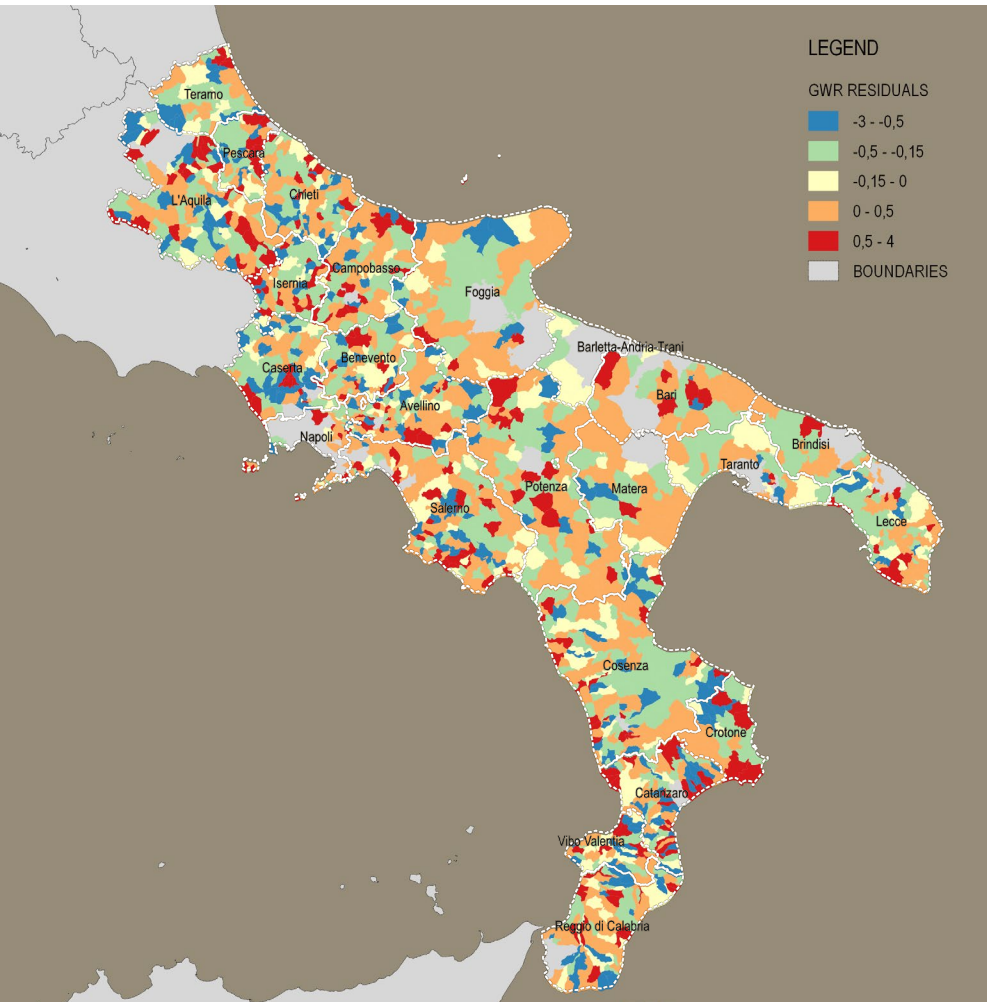 LEGEND
GWR RESIDUALS
-3 - -0,5
-0,5 - -0,15
-0,15 - 0
0 - 0,5
0,5 - 4
BOUNDARIES
Teramo
Pescara
Chieti
L'Aquila
Campobasso
Isernia
Foggia
Barletta-Andria-Trani
Benevento
Caserta
Bari
Avellino
Napoli
Brindisi
Taranto
Potenza
Matera
Salerno
Lecce
Cosenza
Crotone
Catanzaro
Vibo Valentia
Reggio di Calabria